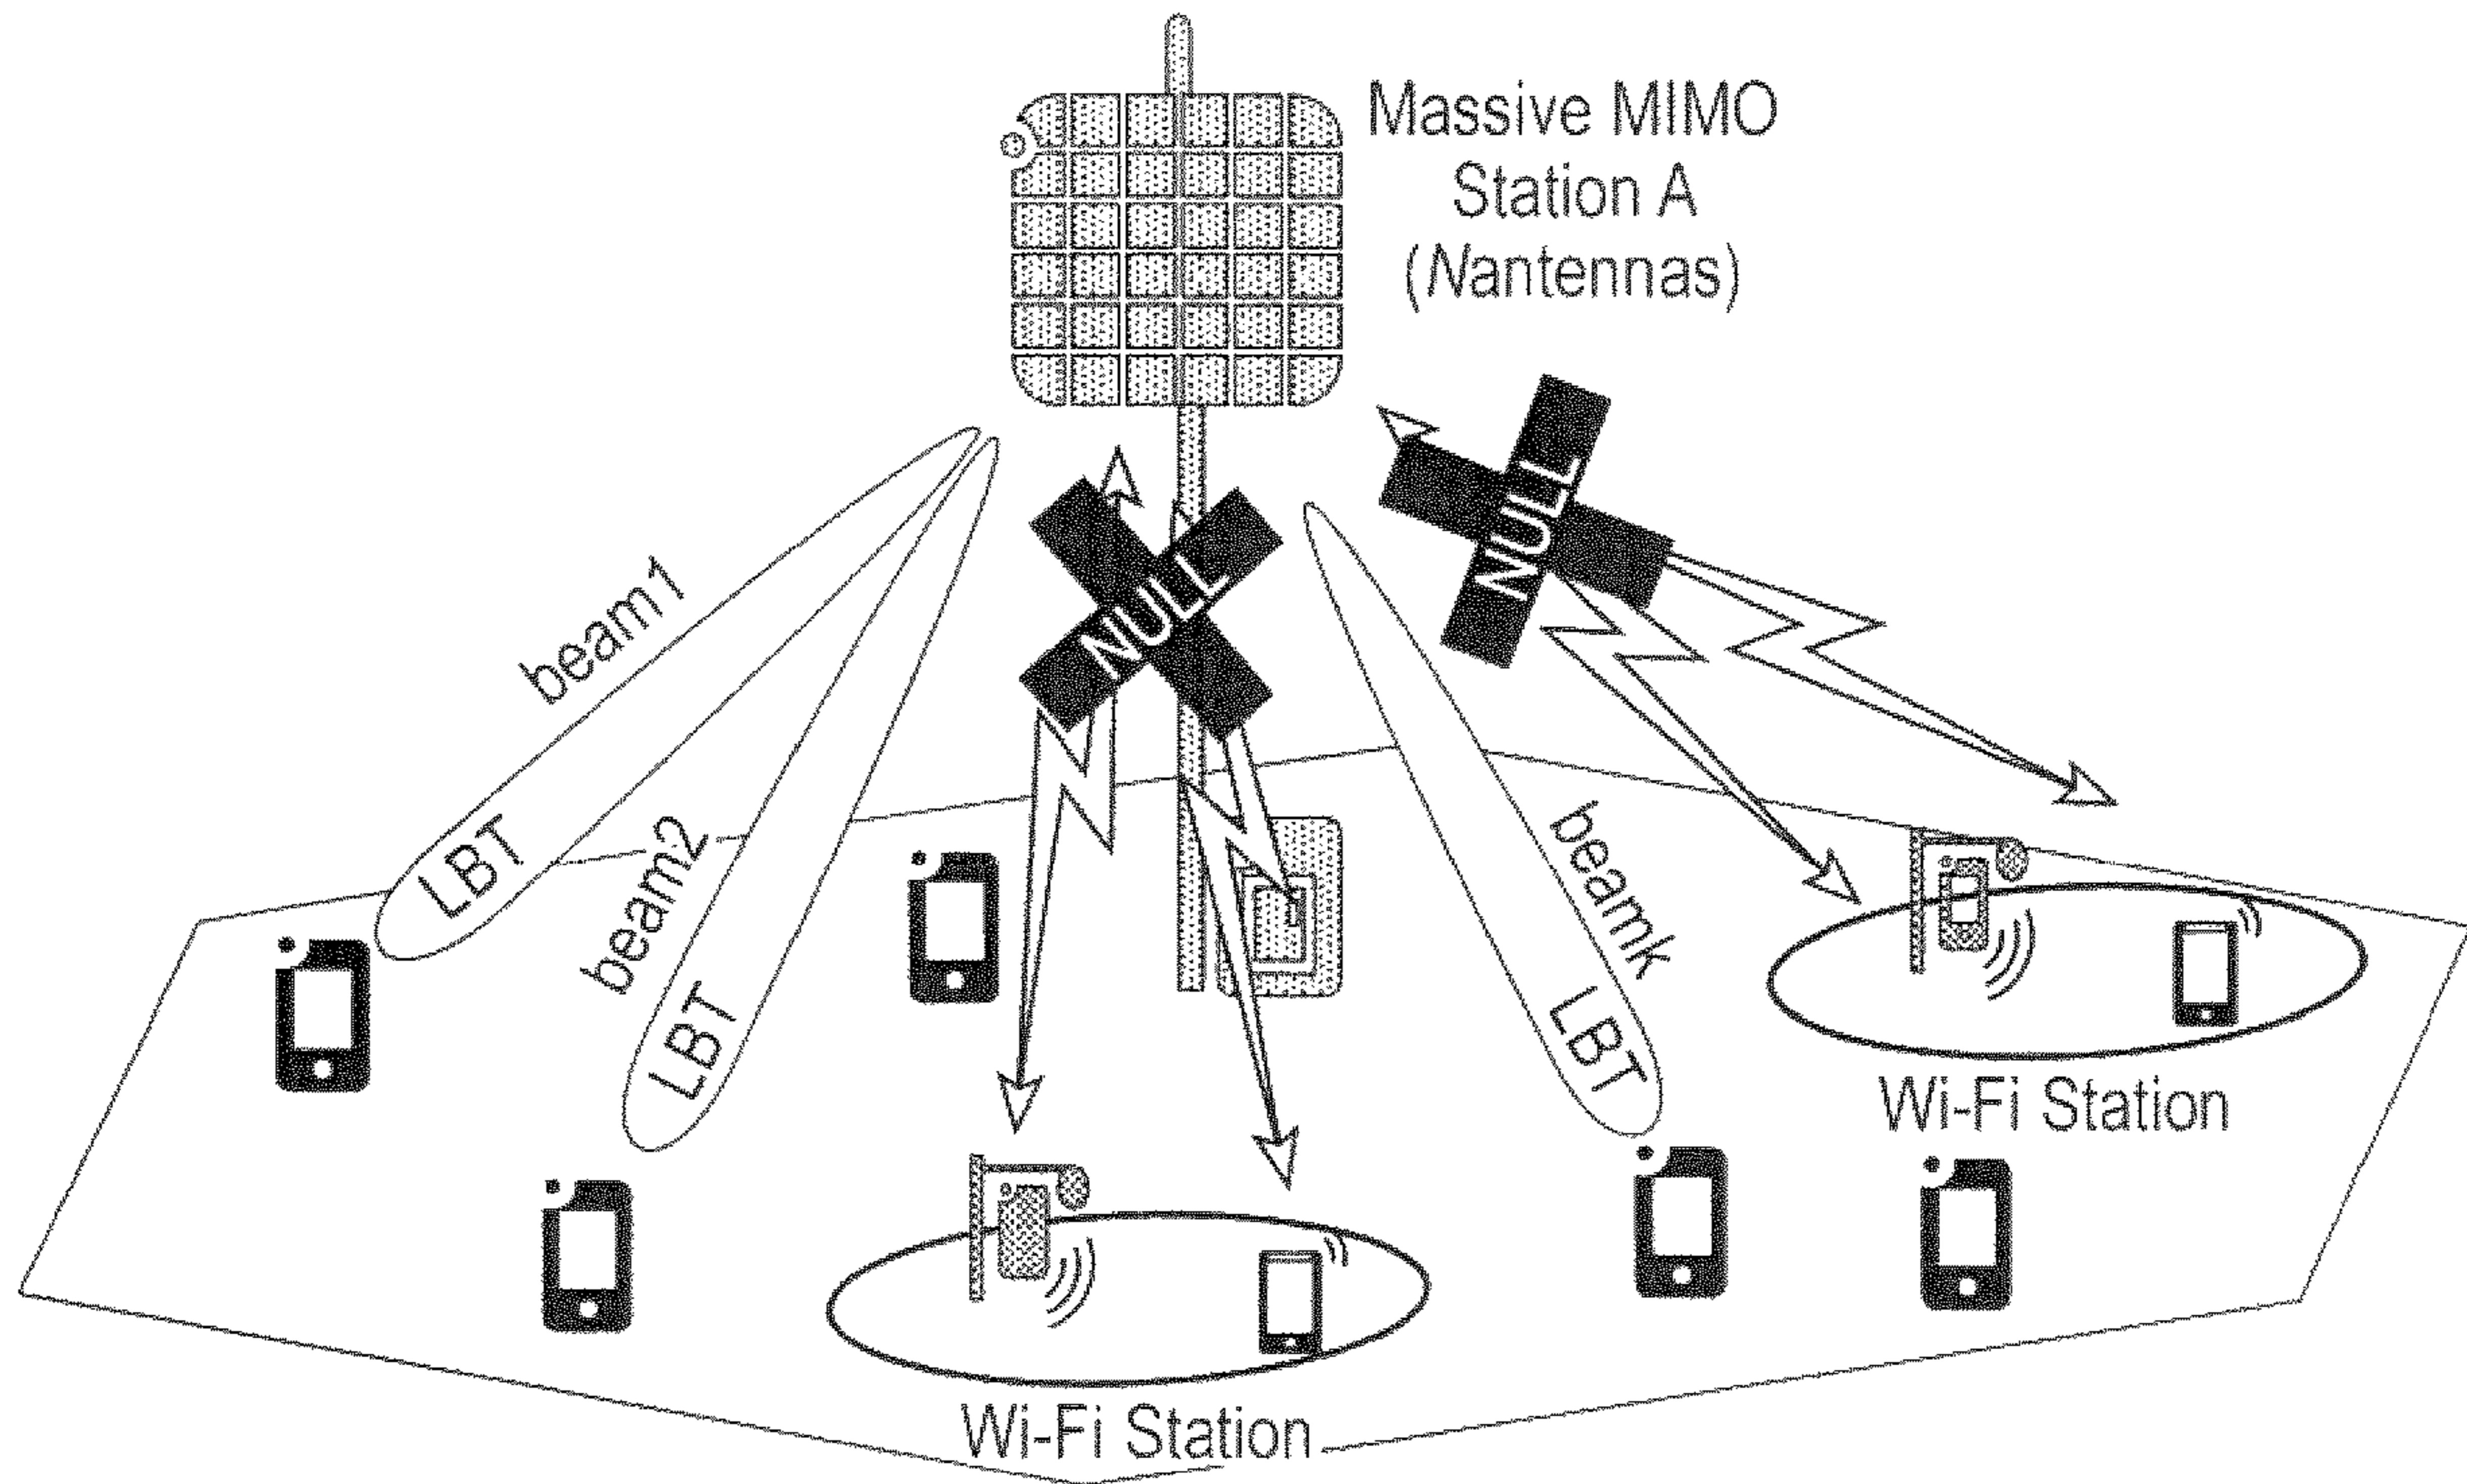 Massive MIMO
Station A
(Nantennas)
NULL
NULL
beam1
LBT
beam2
LBT
beamk
LBT
Wi-Fi Station
Wi-Fi Station